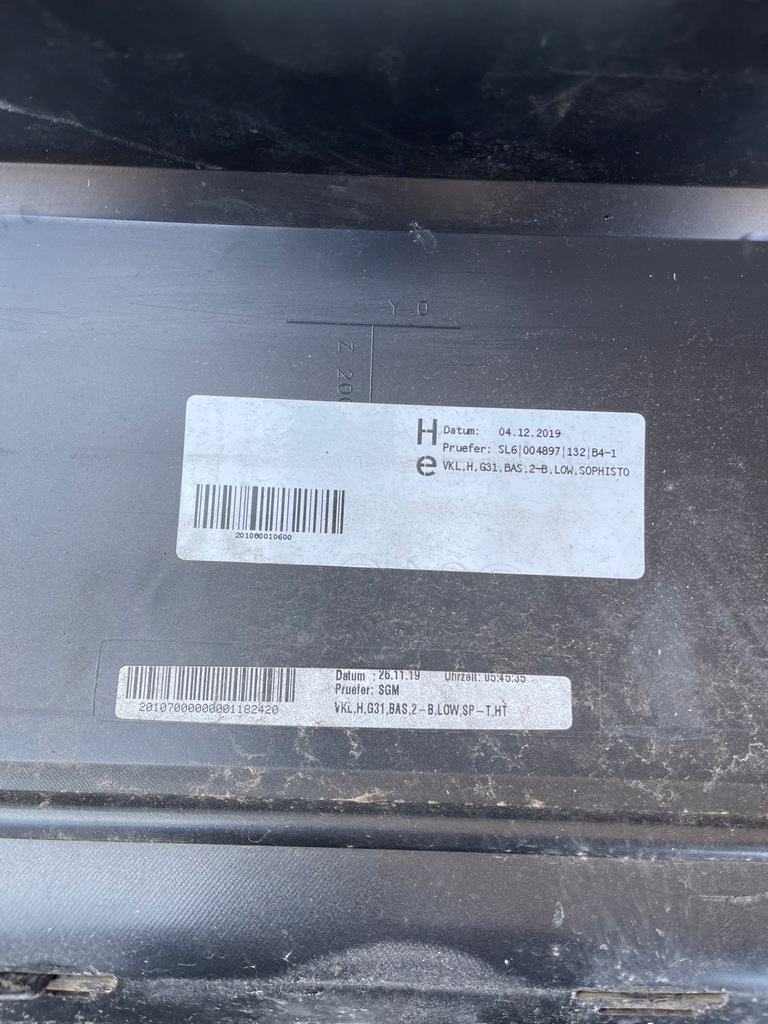 Y 0
Z 200
H Datum: 04.12.2019
Pruefer: SL6|004897|132|B4-1
e VKL,H,G31,BAS,2-B,LOW,SOPHISTO
201080010600
Datum : 26.11.19 Uhrzeit: 05:45:35
Pruefer: SGM
20107000000001182420
VKL,H,G31,BAS,2-B,LOW,SP-T,HT